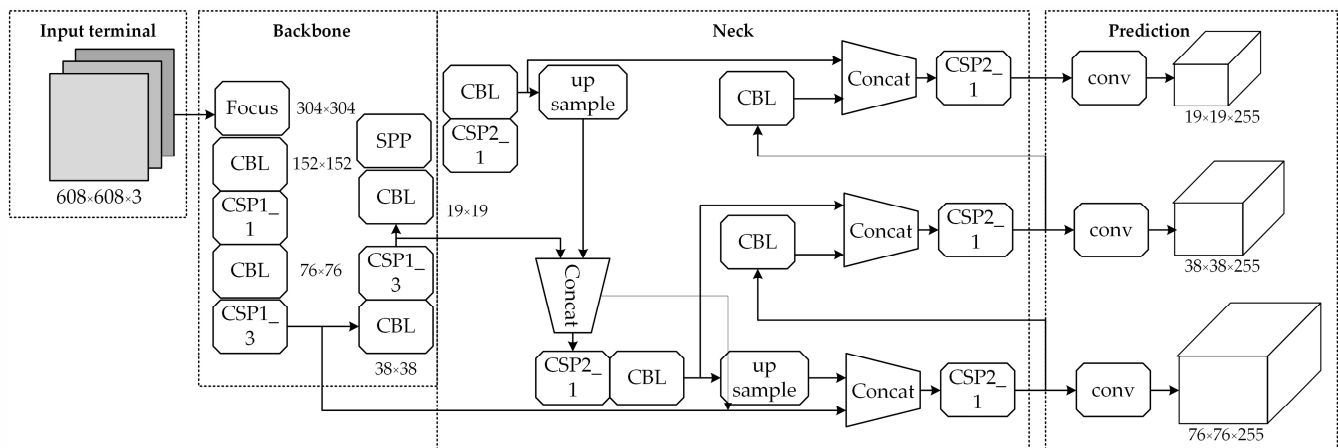 Input terminal
608×608×3
Backbone
Focus
304×304
CBL
152×152
CSP1_
1
CBL
76×76
CSP1_
3
SPP
CBL
19×19
CSP1_
3
CBL
38×38
Neck
CBL
CSP2_
1
up
sample
Concat
CSP2_
1
CBL
up
sample
CBL
Concat
CSP2_
1
CBL
Concat
CSP2_
1
Concat
CSP2_
1
Prediction
conv
19×19×255
conv
38×38×255
conv
76×76×255